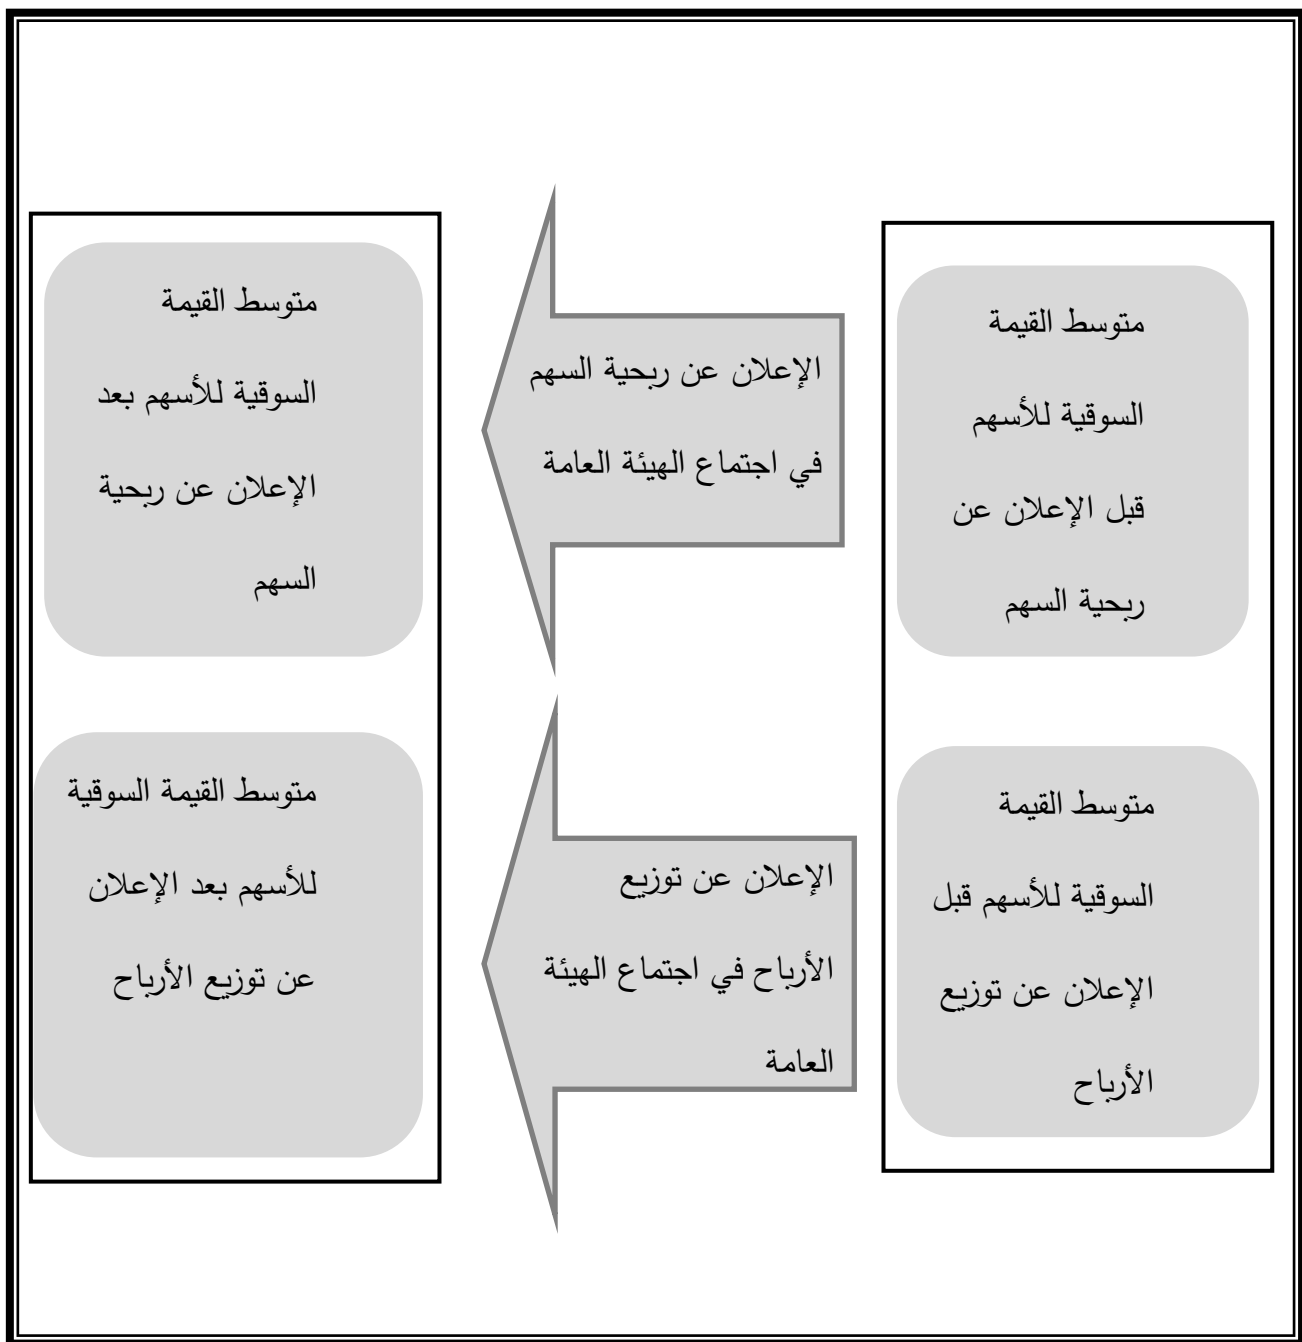 متوسط القيمة
السوقية للأسهم
قبل الإعلان عن
ربحية السهم
الإعلان عن ربحية السهم
في اجتماع الهيئة العامة
متوسط القيمة
السوقية للأسهم بعد
الإعلان عن ربحية
السهم
متوسط القيمة
السوقية للأسهم قبل
الإعلان عن توزيع
الأرباح
الإعلان عن توزيع
الأرباح في اجتماع الهيئة
العامة
متوسط القيمة السوقية
للأسهم بعد الإعلان
عن توزيع الأرباح